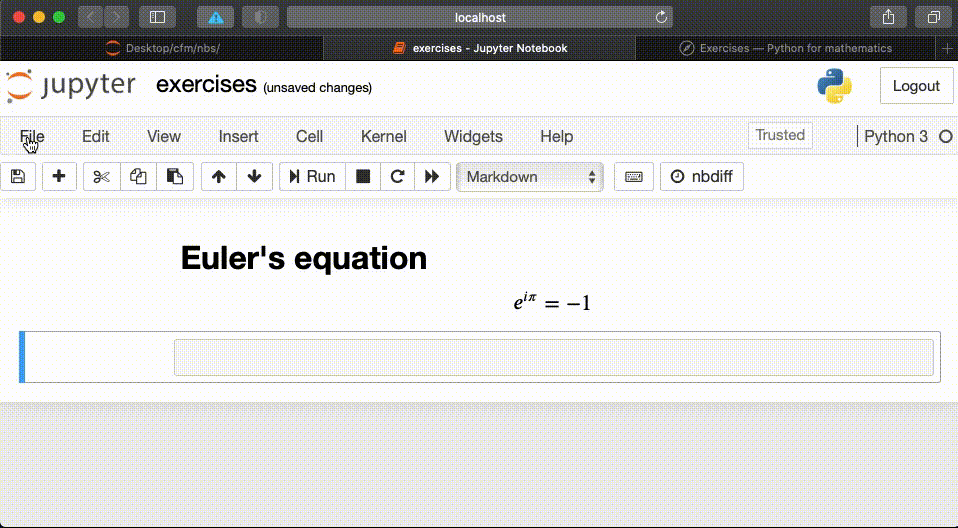 localhost
Desktop/cfm/nbs/
exercises - Jupyter Notebook
Exercises — Python for mathematics
jupyter exercises (unsaved changes)
Logout
File Edit View Insert Cell Kernel Widgets Help
Trusted
Python 3
Run
Markdown
nbdiff
Euler's equation
e^{iπ} = −1